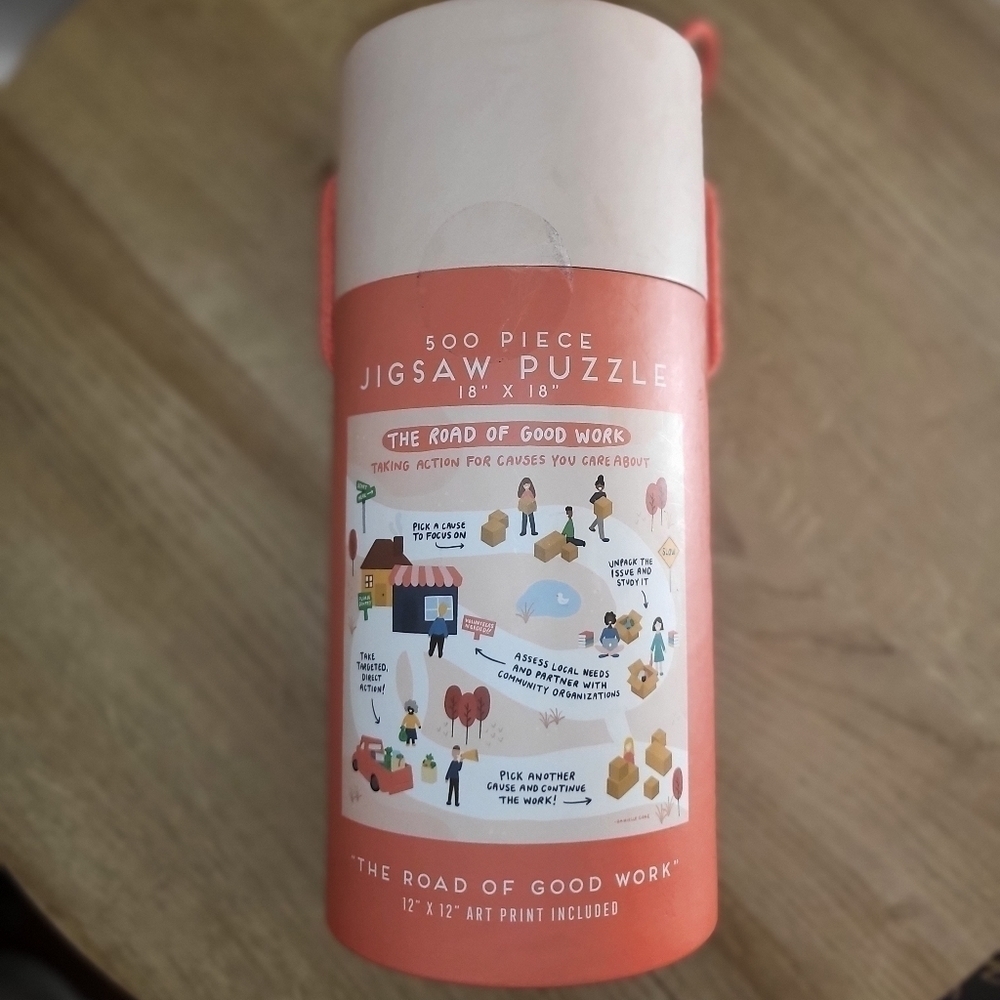 500 PIECE
JIGSAW PUZZLE
18" X 18"
THE ROAD OF GOOD WORK
TAKING ACTION FOR CAUSES YOU CARE ABOUT
PICK A CAUSE
TO FOCUS ON
SLOW
UNPACK THE
ISSUE AND
STUDY IT
VOLUNTEERS
NEEDED!
ASSESS LOCAL NEEDS
AND PARTNER WITH
COMMUNITY ORGANIZATIONS
TAKE
TARGETED,
DIRECT
ACTION!
PICK ANOTHER
CAUSE AND CONTINUE
THE WORK!
"THE ROAD OF GOOD WORK"
12" X 12" ART PRINT INCLUDED